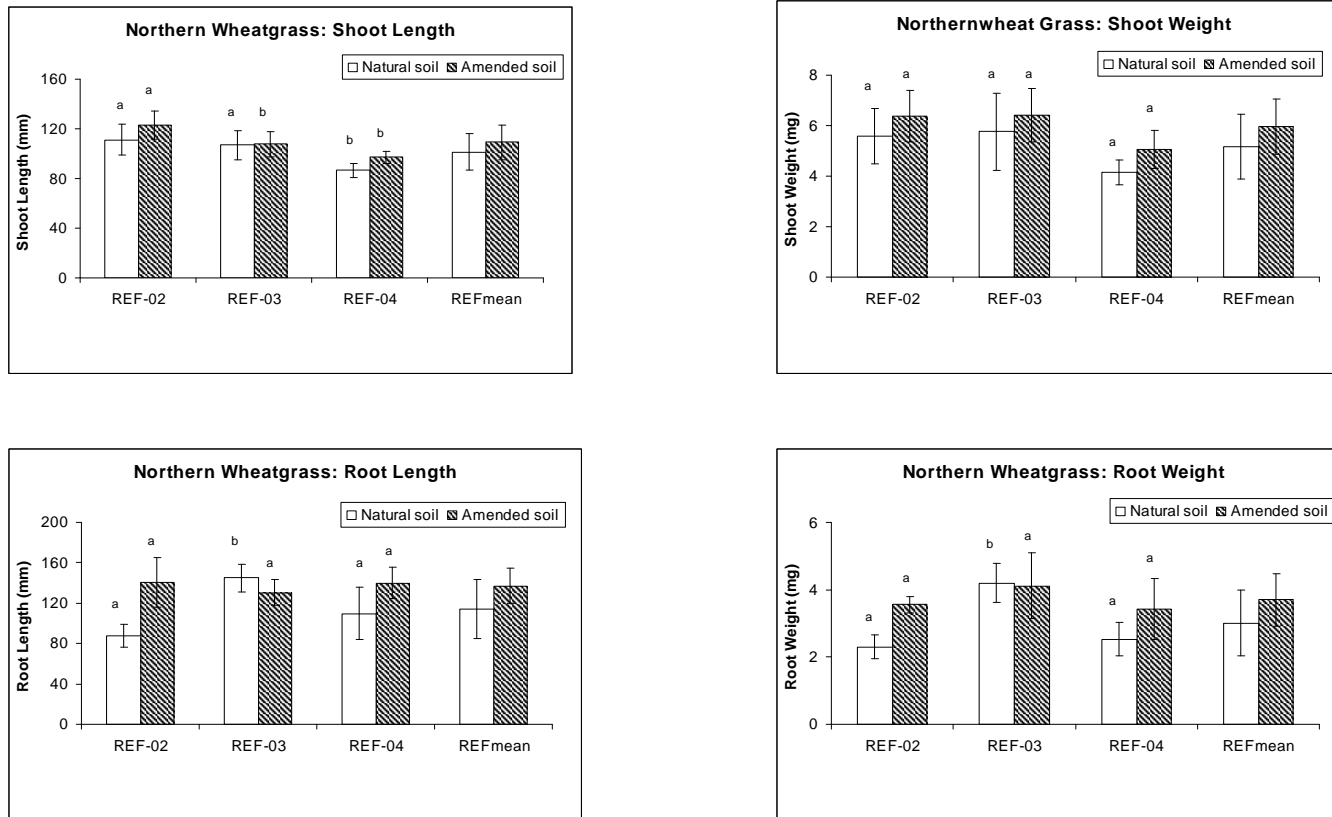 Northern Wheatgrass: Shoot Length
Natural soil Amended soil
Shoot Length (mm)
160
120
80
40
0
a a a b b b
REF-02 REF-03 REF-04 REFmean
Northernwheat Grass: Shoot Weight
Natural soil Amended soil
Shoot Weight (mg)
8
6
4
2
0
a a a a a a
REF-02 REF-03 REF-04 REFmean
Northern Wheatgrass: Root Length
Natural soil Amended soil
Root Length (mm)
200
160
120
80
40
0
a a b a a a
REF-02 REF-03 REF-04 REFmean
Northern Wheatgrass: Root Weight
Natural soil Amended soil
Root Weight (mg)
6
4
2
0
a a b a a a
REF-02 REF-03 REF-04 REFmean